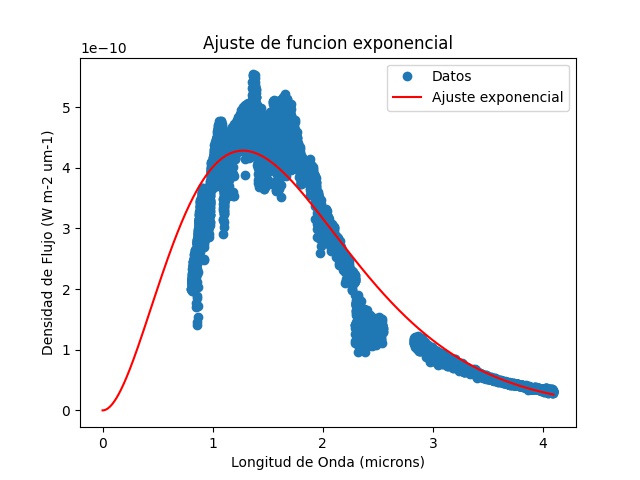 Ajuste de funcion exponencial
1e−10
Datos
Ajuste exponencial
5
4
3
2
1
0
Densidad de Flujo (W m-2 um-1)
0 1 2 3 4
Longitud de Onda (microns)